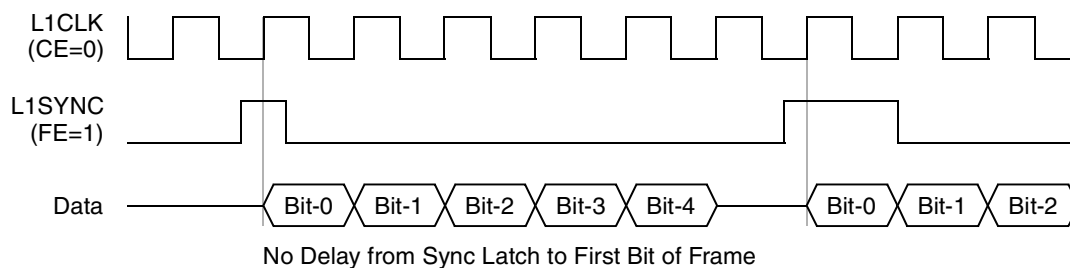 L1CLK
(CE=0)
L1SYNC
(FE=1)
Data
Bit-0 Bit-1 Bit-2 Bit-3 Bit-4 Bit-0 Bit-1 Bit-2
No Delay from Sync Latch to First Bit of Frame